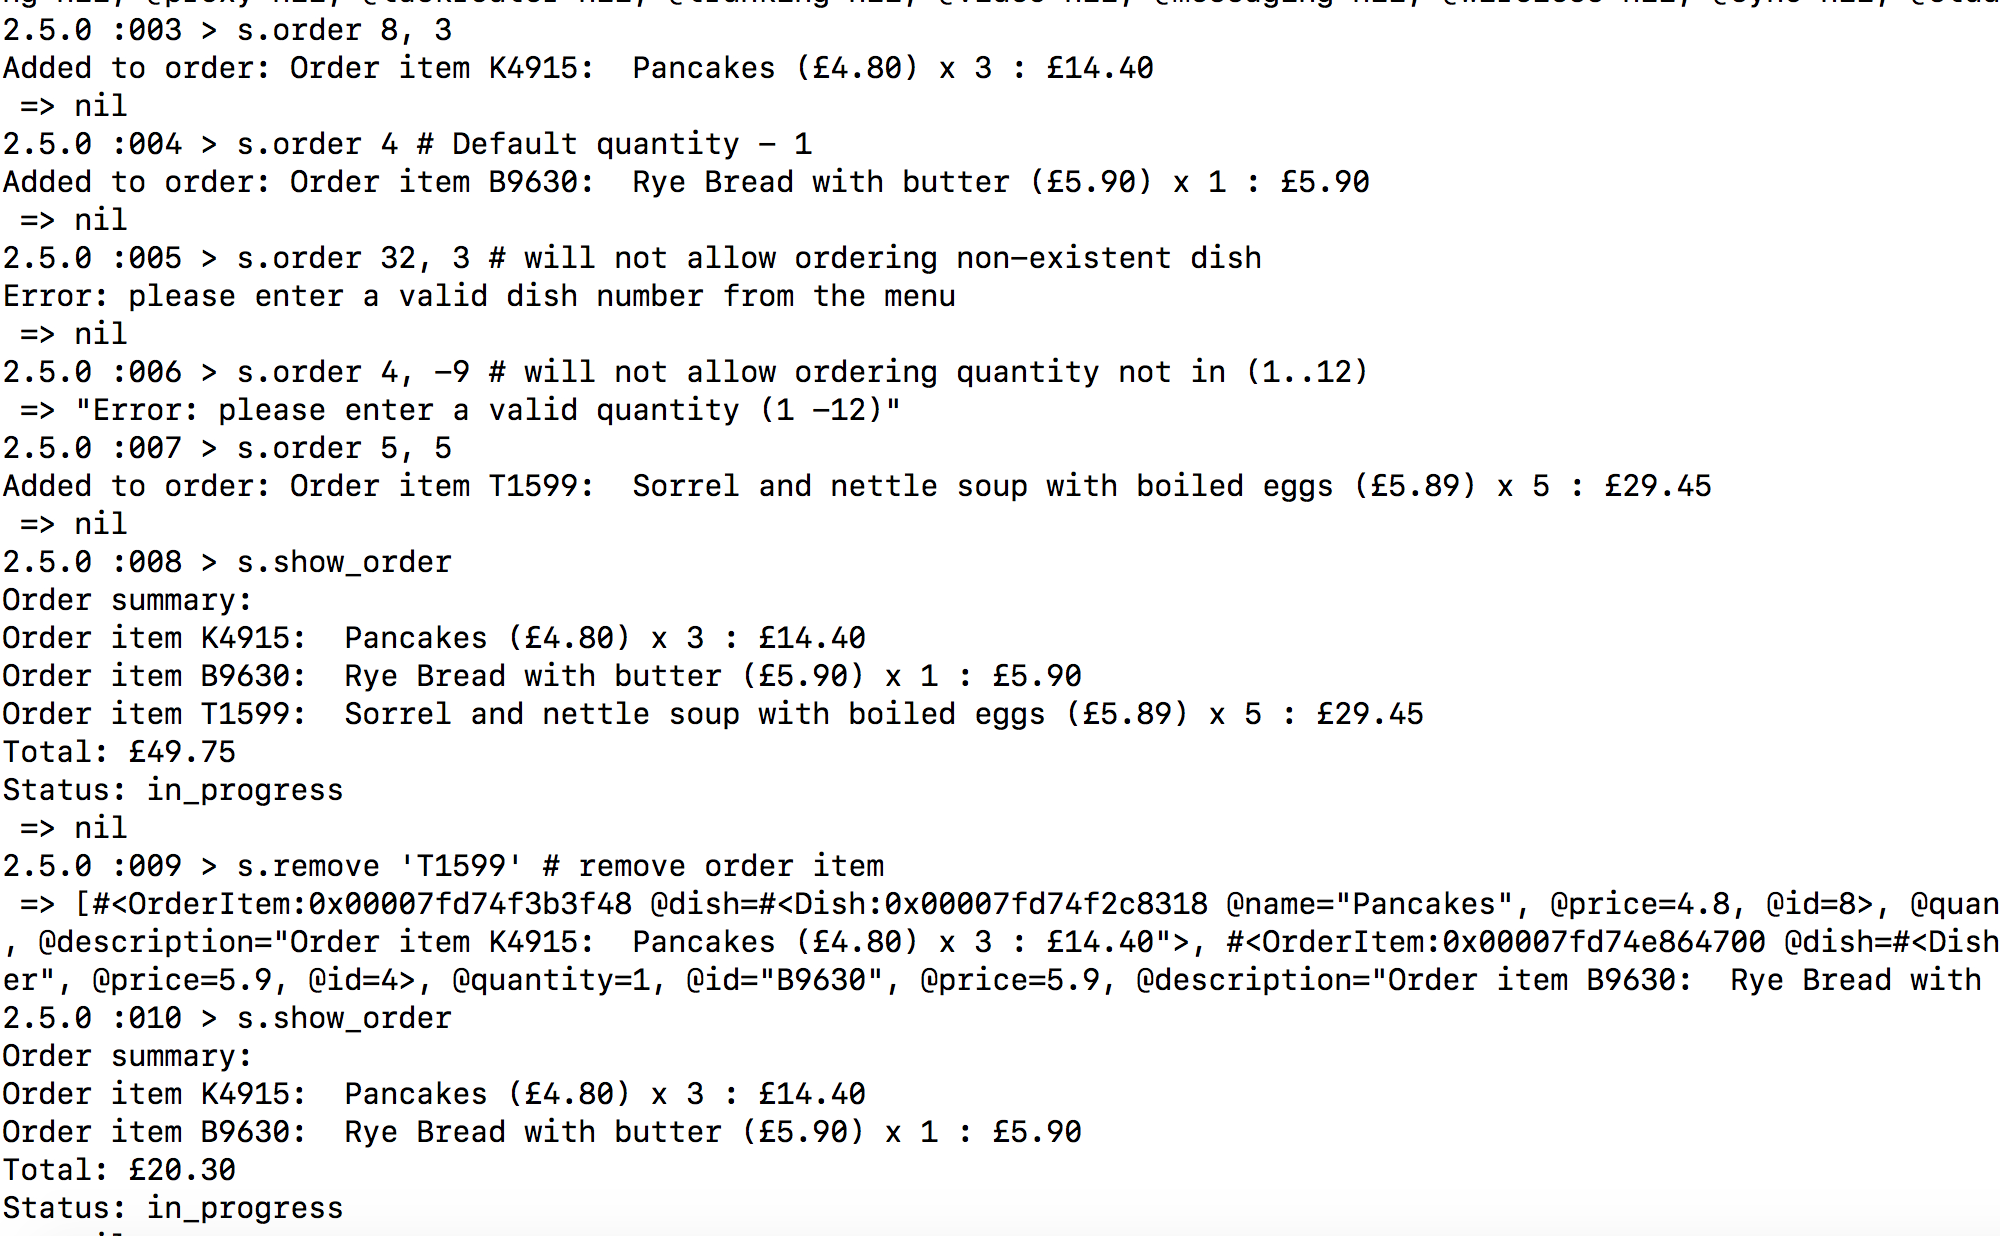 2.5.0 :003 > s.order 8, 3
Added to order: Order item K4915:  Pancakes (£4.80) x 3 : £14.40
 => nil
2.5.0 :004 > s.order 4 # Default quantity - 1
Added to order: Order item B9630:  Rye Bread with butter (£5.90) x 1 : £5.90
 => nil
2.5.0 :005 > s.order 32, 3 # will not allow ordering non-existent dish
Error: please enter a valid dish number from the menu
 => nil
2.5.0 :006 > s.order 4, -9 # will not allow ordering quantity not in (1..12)
 => "Error: please enter a valid quantity (1 -12)"
2.5.0 :007 > s.order 5, 5
Added to order: Order item T1599:  Sorrel and nettle soup with boiled eggs (£5.89) x 5 : £29.45
 => nil
2.5.0 :008 > s.show_order
Order summary:
Order item K4915:  Pancakes (£4.80) x 3 : £14.40
Order item B9630:  Rye Bread with butter (£5.90) x 1 : £5.90
Order item T1599:  Sorrel and nettle soup with boiled eggs (£5.89) x 5 : £29.45
Total: £49.75
Status: in_progress
 => nil
2.5.0 :009 > s.remove 'T1599' # remove order item
 => [#<OrderItem:0x00007fd74f3b3f48 @dish=#<Dish:0x00007fd74f2c8318 @name="Pancakes", @price=4.8, @id=8>, @quan
, @description="Order item K4915:  Pancakes (£4.80) x 3 : £14.40">, #<OrderItem:0x00007fd74e864700 @dish=#<Dish
er", @price=5.9, @id=4>, @quantity=1, @id="B9630", @price=5.9, @description="Order item B9630:  Rye Bread with
2.5.0 :010 > s.show_order
Order summary:
Order item K4915:  Pancakes (£4.80) x 3 : £14.40
Order item B9630:  Rye Bread with butter (£5.90) x 1 : £5.90
Total: £20.30
Status: in_progress